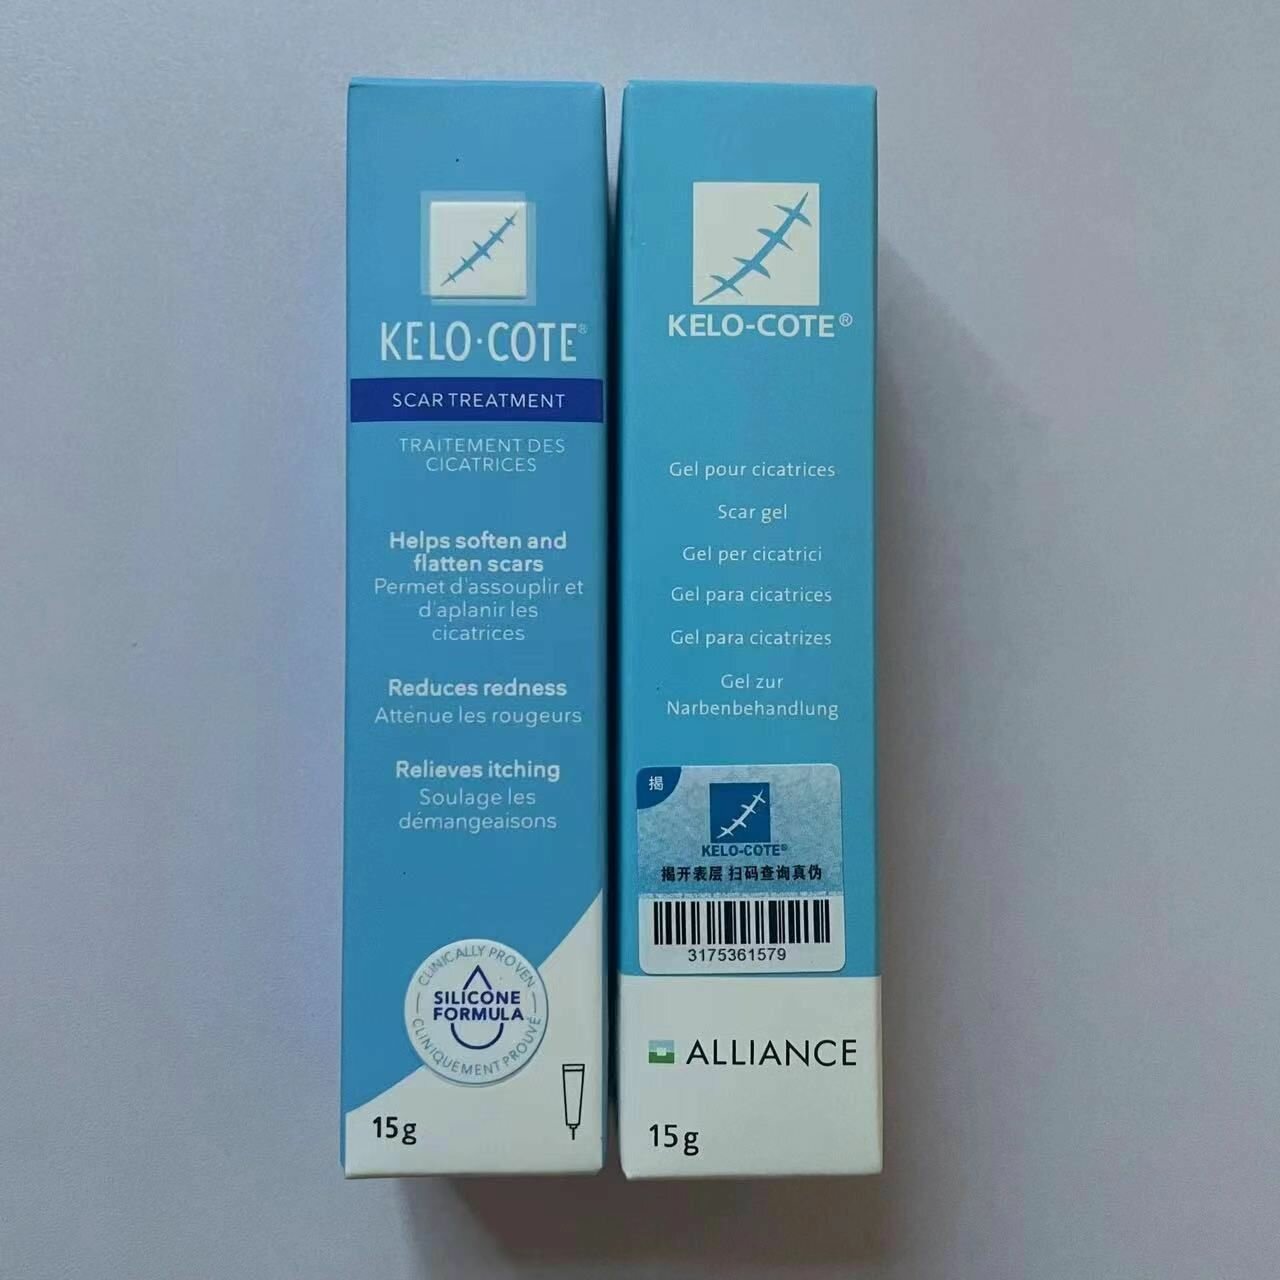 KELO·COTE®
SCAR TREATMENT
TRAITEMENT DES
CICATRICES
Helps soften and
flatten scars
Permet d'assouplir et
d'aplanir les
cicatrices
Reduces redness
Atténue les rougeurs
Relieves itching
Soulage les
démangeaisons
CLINICALLY PROVEN
SILICONE
FORMULA
CLINIQUEMENT PROUVÉ
15g
KELO-COTE®
Gel pour cicatrices
Scar gel
Gel per cicatrici
Gel para cicatrices
Gel para cicatrizes
Gel zur
Narbenbehandlung
揭
KELO-COTE®
揭开表层 扫码查询真伪
3175361579
ALLIANCE
15g